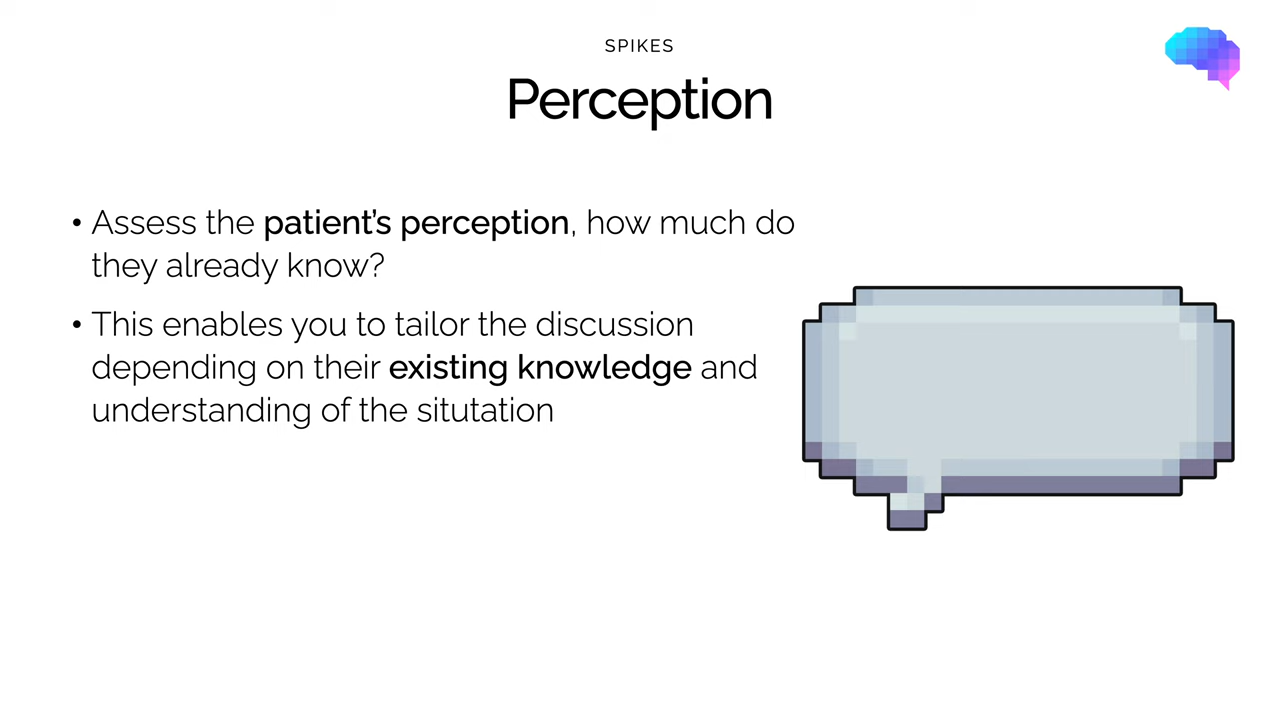 SPIKES
Perception
• Assess the patient's perception, how much do
they already know?
• This enables you to tailor the discussion
depending on their existing knowledge and
understanding of the situtation